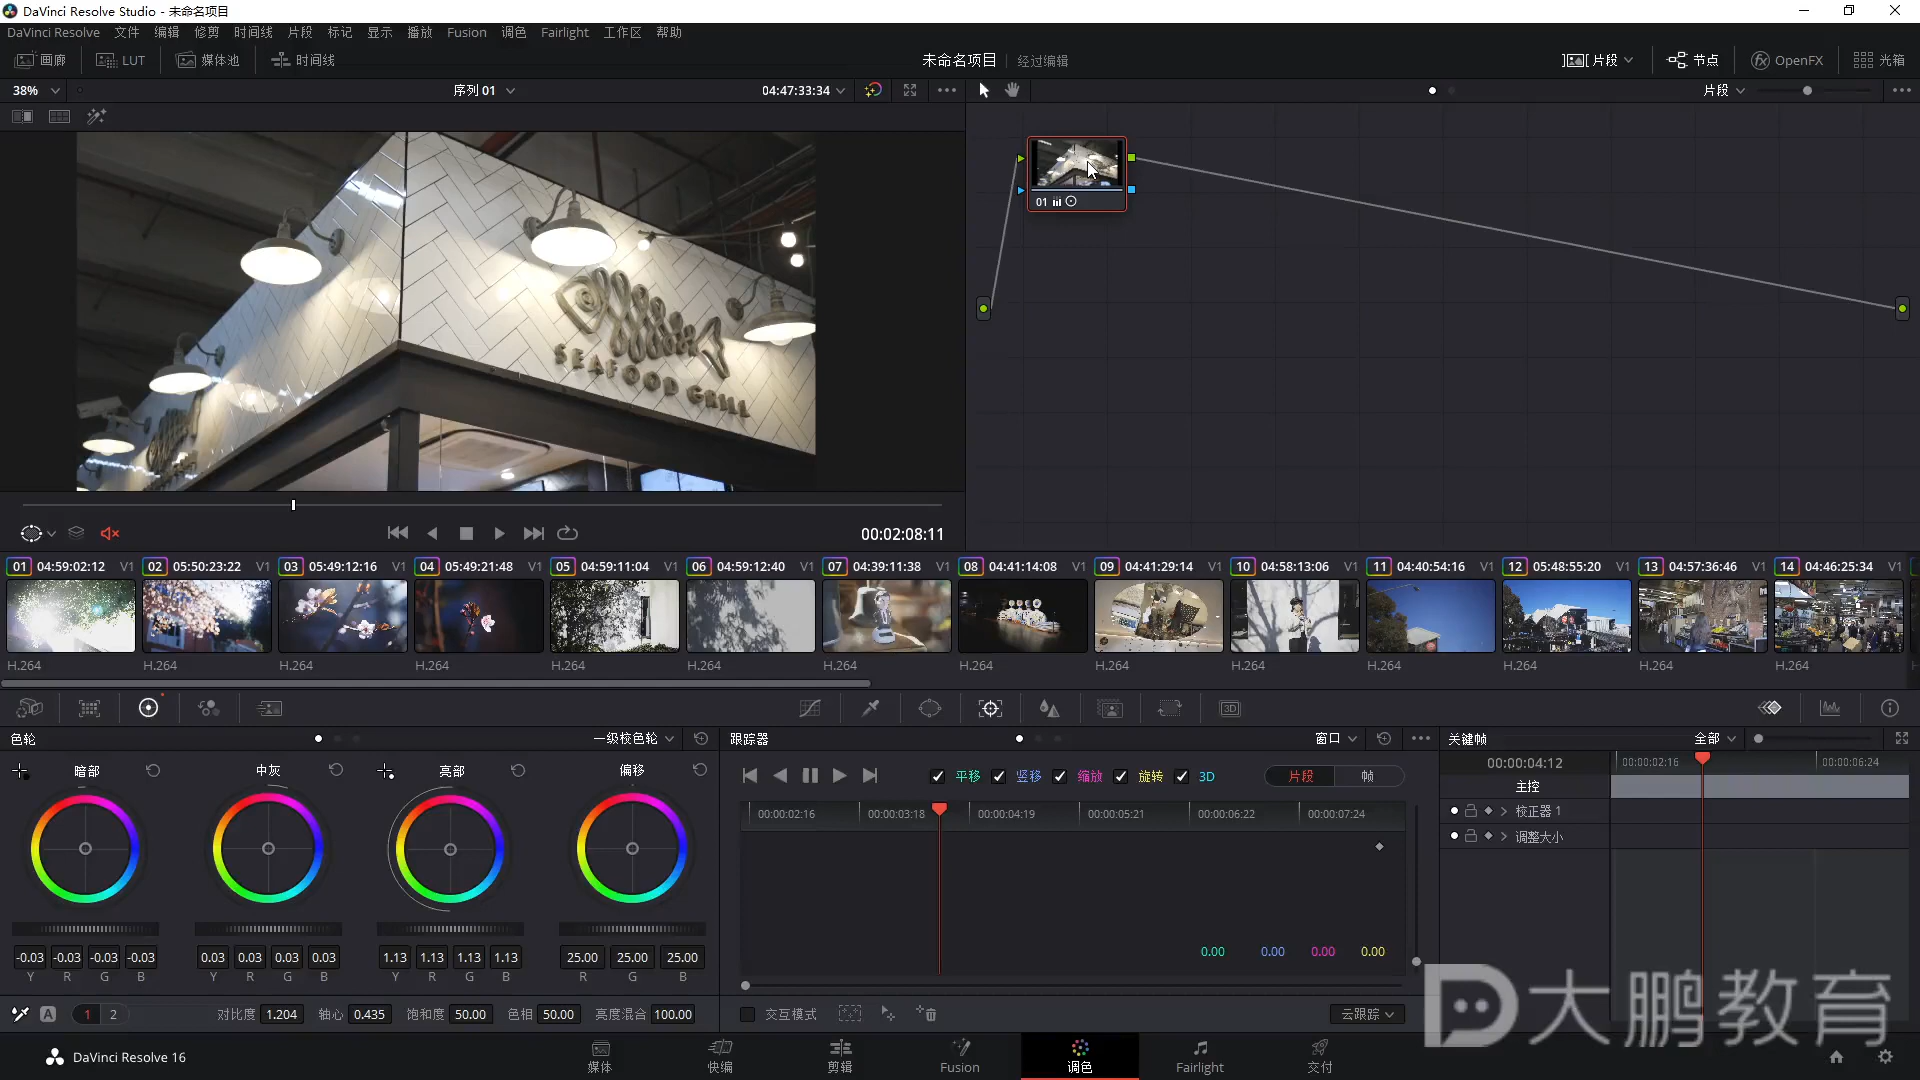 DaVinci Resolve Studio - 未命名项目
DaVinci Resolve 文件 编辑 修剪 时间线 片段 标记 显示 播放 Fusion 调色 Fairlight 工作区 帮助
画廊 LUT 媒体池 时间线 未命名项目 经过编辑 片段 节点 OpenFX 光箱
38% 序列 01 04:47:33:34 片段
01
SEAFOOD GRILL
00:02:08:11
01 04:59:02:12 V1 02 05:50:23:22 V1 03 05:49:12:16 V1 04 05:49:21:48 V1 05 04:59:11:04 V1 06 04:59:12:40 V1 07 04:39:11:38 V1 08 04:41:14:08 V1 09 04:41:29:14 V1 10 04:58:13:06 V1 11 04:40:54:16 V1 12 05:48:55:20 V1 13 04:57:36:46 V1 14 04:46:25:34 V1
H.264 H.264 H.264 H.264 H.264 H.264 H.264 H.264 H.264 H.264 H.264 H.264 H.264 H.264
3D
色轮 一级校色轮 跟踪器 窗口 关键帧 全部
暗部 中灰 亮部 偏移
平移 竖移 缩放 旋转 3D 片段 帧
00:00:04:12 00:00:02:16 00:00:06:24
主控
00:00:02:16 00:00:03:18 00:00:04:19 00:00:05:21 00:00:06:22 00:00:07:24
校正器 1
调整大小
-0.03 -0.03 -0.03 -0.03 0.03 0.03 0.03 0.03 1.13 1.13 1.13 1.13 25.00 25.00 25.00
Y R G B Y R G B Y R G B R G B
0.00 0.00 0.00 0.00
A 1 2 对比度 1.204 轴心 0.435 饱和度 50.00 色相 50.00 亮度混合 100.00
交互模式 云跟踪
大鹏教育
DaVinci Resolve 16
媒体 快编 剪辑 Fusion 调色 Fairlight 交付